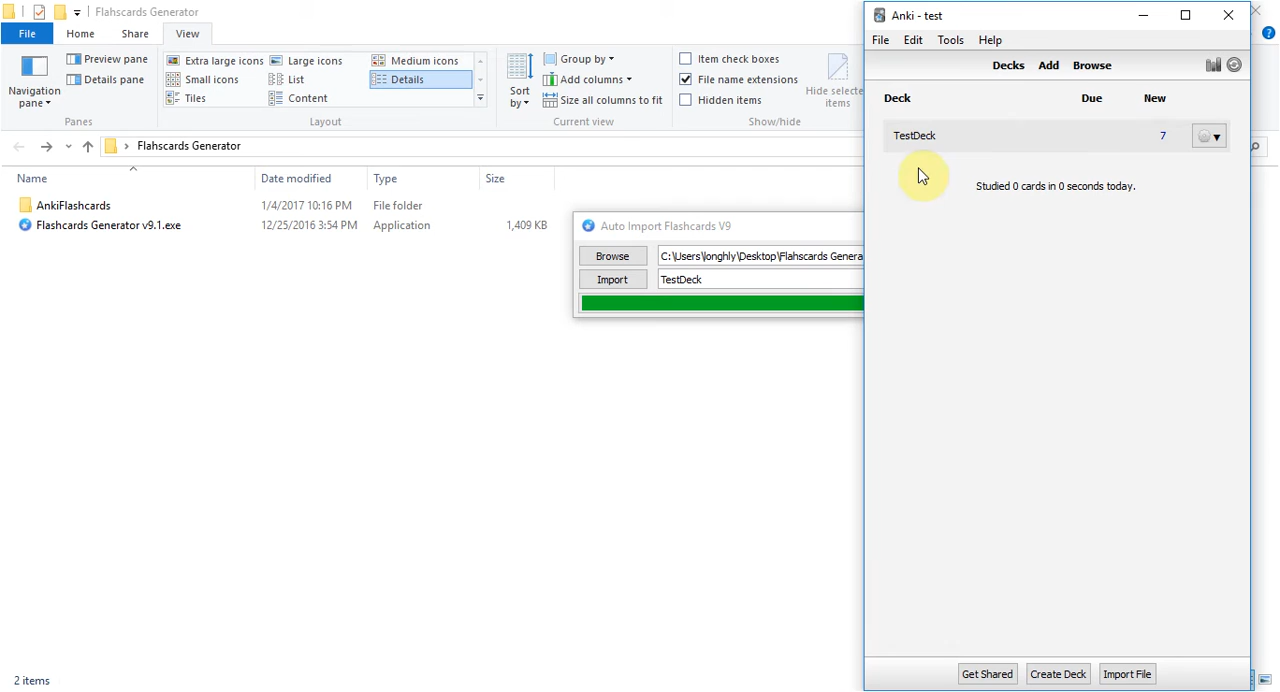 Flahscards Generator
File Home Share View
Navigation pane
Preview pane
Details pane
Panes
Extra large icons Large icons Medium icons
Small icons List Details
Tiles Content
Layout
Sort by
Group by
Add columns
Size all columns to fit
Current view
Item check boxes
File name extensions
Hidden items
Hide selecte items
Show/hide
Flahscards Generator
Name Date modified Type Size
AnkiFlashcards 1/4/2017 10:16 PM File folder
Flashcards Generator v9.1.exe 12/25/2016 3:54 PM Application 1,409 KB
2 items
Auto Import Flashcards V9
Browse C:\Users\longhly\Desktop\Flahscards Genera
Import TestDeck
Anki - test
File Edit Tools Help
Decks Add Browse
Deck Due New
TestDeck 7
Studied 0 cards in 0 seconds today.
Get Shared Create Deck Import File